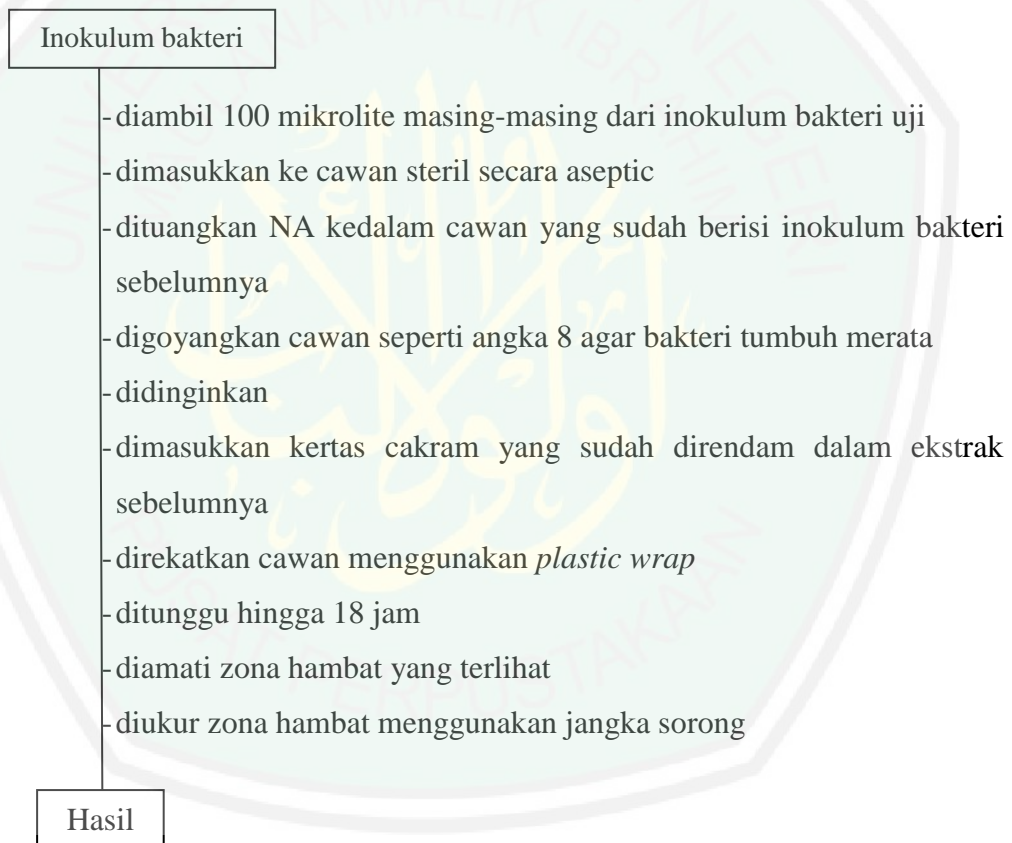 Inokulum bakteri
-diambil 100 mikrolite masing-masing dari inokulum bakteri uji
-dimasukkan ke cawan steril secara aseptic
-dituangkan NA kedalam cawan yang sudah berisi inokulum bakteri
sebelumnya
-digoyangkan cawan seperti angka 8 agar bakteri tumbuh merata
-didinginkan
-dimasukkan kertas cakram yang sudah direndam dalam ekstrak
sebelumnya
-direkatkan cawan menggunakan plastic wrap
-ditunggu hingga 18 jam
-diamati zona hambat yang terlihat
-diukur zona hambat menggunakan jangka sorong
Hasil